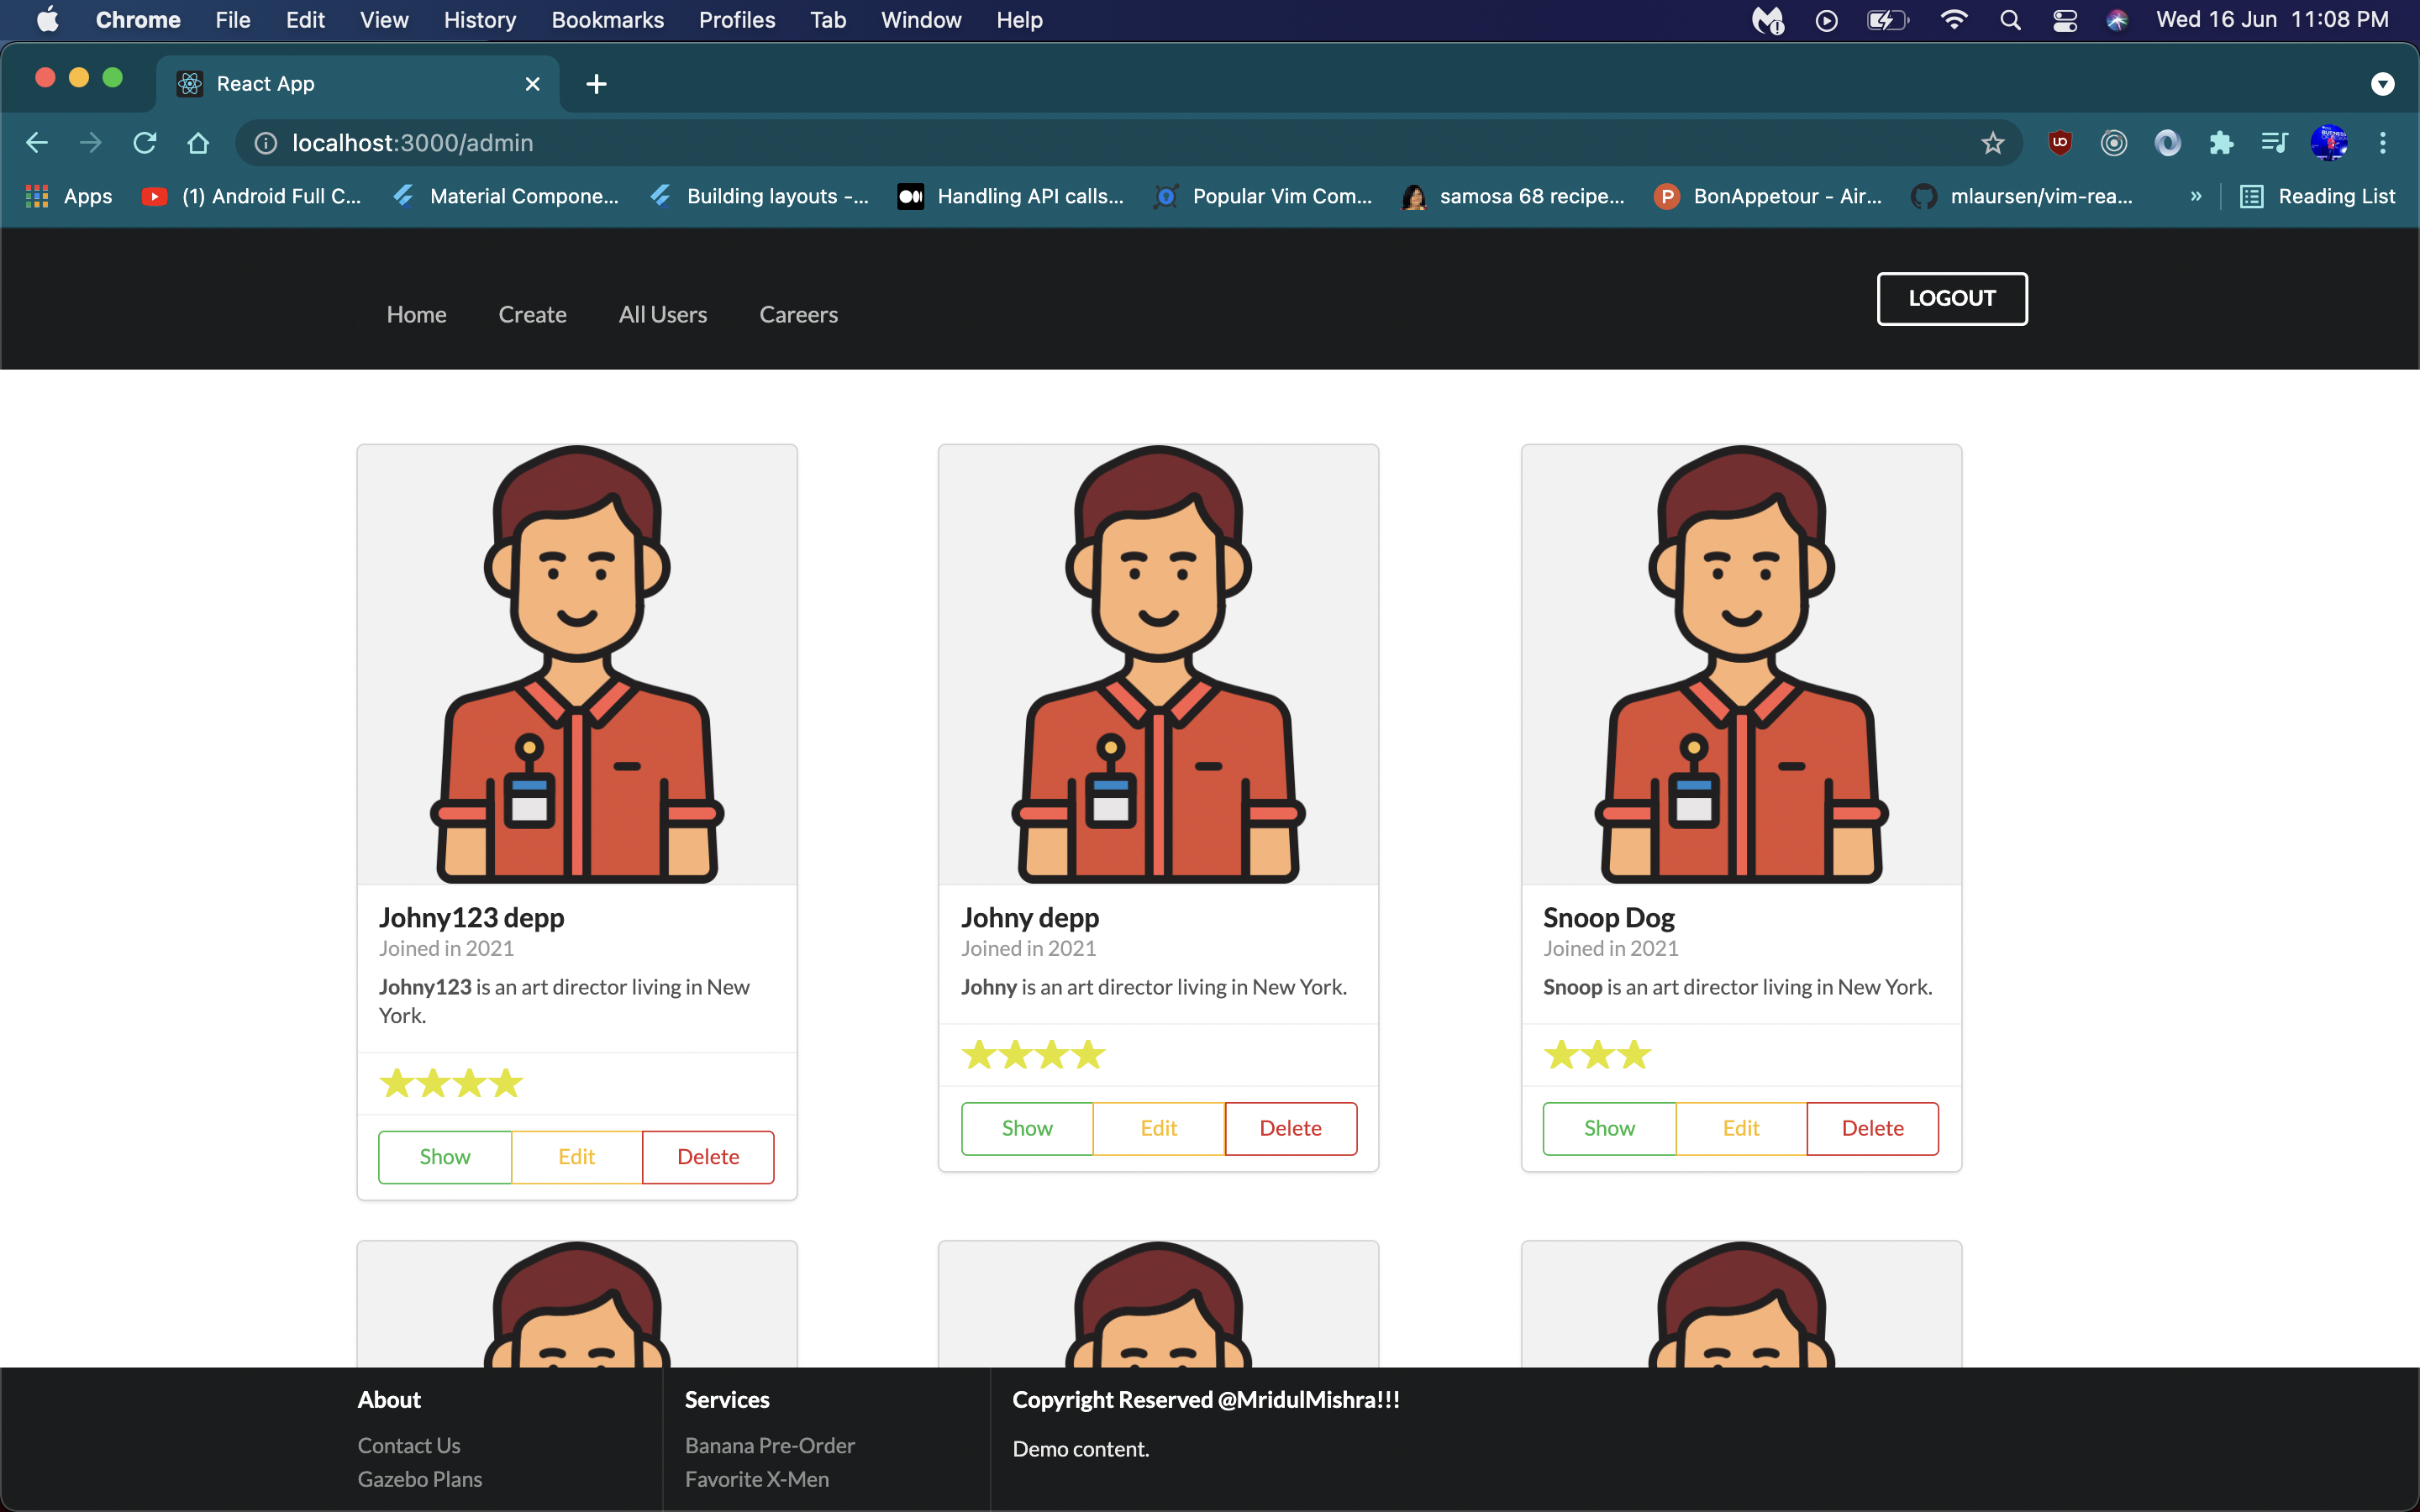 Chrome File Edit View History Bookmarks Profiles Tab Window Help Wed 16 Jun 11:08 PM
React App
localhost:3000/admin
Apps (1) Android Full C... Material Compone... Building layouts -... Handling API calls... Popular Vim Com... samosa 68 recipe... BonAppetour - Air... mlaursen/vim-rea... » Reading List
Home Create All Users Careers LOGOUT
Johny123 depp
Joined in 2021
Johny123 is an art director living in New
York.
Show Edit Delete
Johny depp
Joined in 2021
Johny is an art director living in New York.
Show Edit Delete
Snoop Dog
Joined in 2021
Snoop is an art director living in New York.
Show Edit Delete
About
Contact Us
Gazebo Plans
Services
Banana Pre-Order
Favorite X-Men
Copyright Reserved @MridulMishra!!!
Demo content.